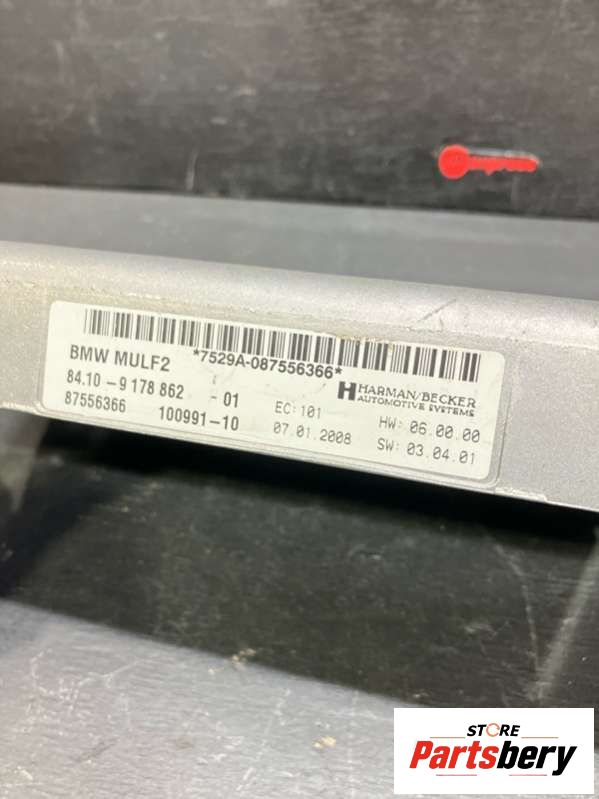 *7529A-087556366*
BMW MULF2
84.10-9 178 862 -01
87556366 100991-10
EC:101
07.01.2008
HARMAN/BECKER
AUTOMOTIVE SYSTEMS
HW: 06.00.00
SW: 03.04.01
STORE
Partsbery